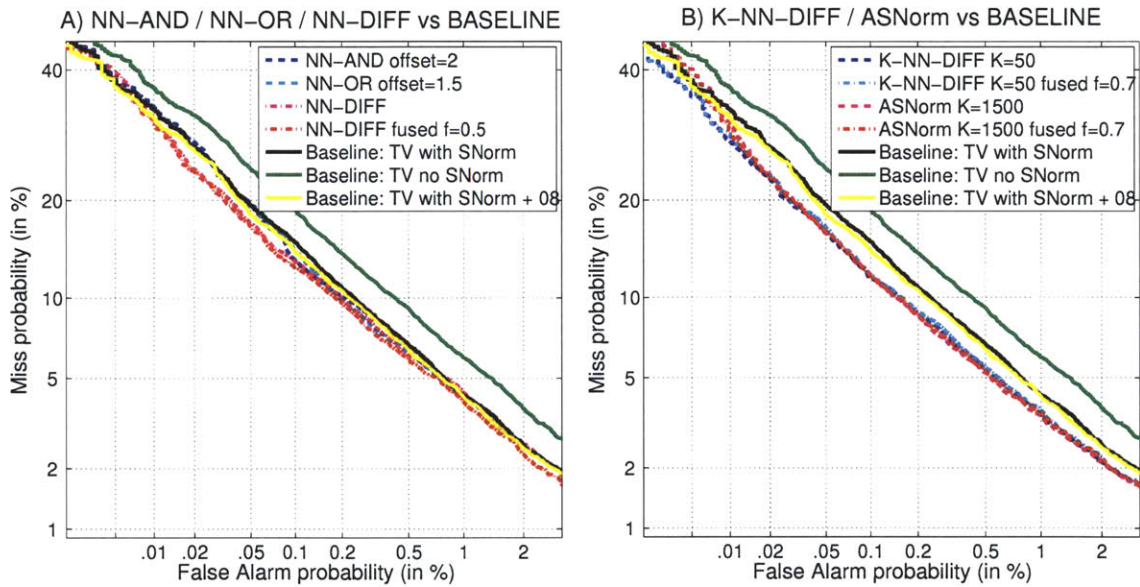 A) NN-AND / NN-OR / NN-DIFF vs BASELINE
40
20
10
5
2
1
Miss probability (in %)
NN-AND offset=2
NN-OR offset=1.5
NN-DIFF
NN-DIFF fused f=0.5
Baseline: TV with SNorm
Baseline: TV no SNorm
Baseline: TV with SNorm + 08
.01 .02 .05 0.1 0.2 0.5 1 2
False Alarm probability (in %)
B) K-NN-DIFF / ASNorm vs BASELINE
40
20
10
5
2
1
Miss probability (in %)
K-NN-DIFF K=50
K-NN-DIFF K=50 fused f=0.7
ASNorm K=1500
ASNorm K=1500 fused f=0.7
Baseline: TV with SNorm
Baseline: TV no SNorm
Baseline: TV with SNorm + 08
.01 .02 .05 0.1 0.2 0.5 1 2
False Alarm probability (in %)